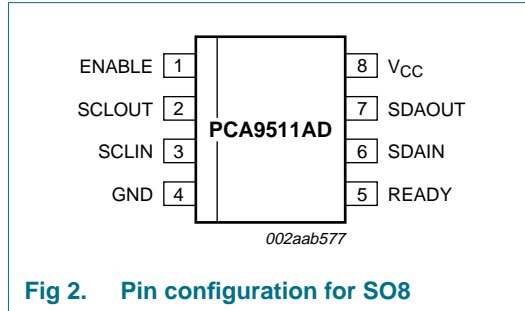 ENABLE 1 8 VCC
SCLOUT 2 7 SDAOUT
PCA9511AD
SCLIN 3 6 SDAIN
GND 4 5 READY
002aab577
Fig 2. Pin configuration for SO8